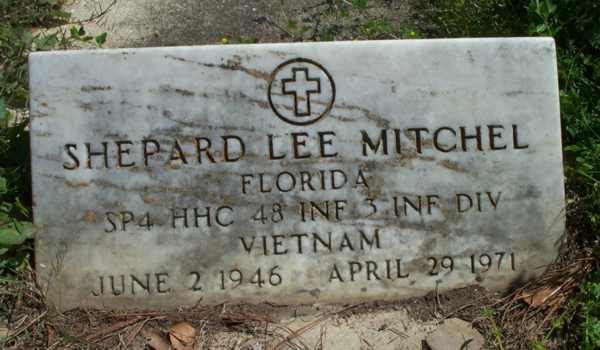 SHEPARD LEE MITCHEL
FLORIDA
SP4 HHC 48 INF 3 INF DIV
VIETNAM
JUNE 2 1946 APRIL 29 1971